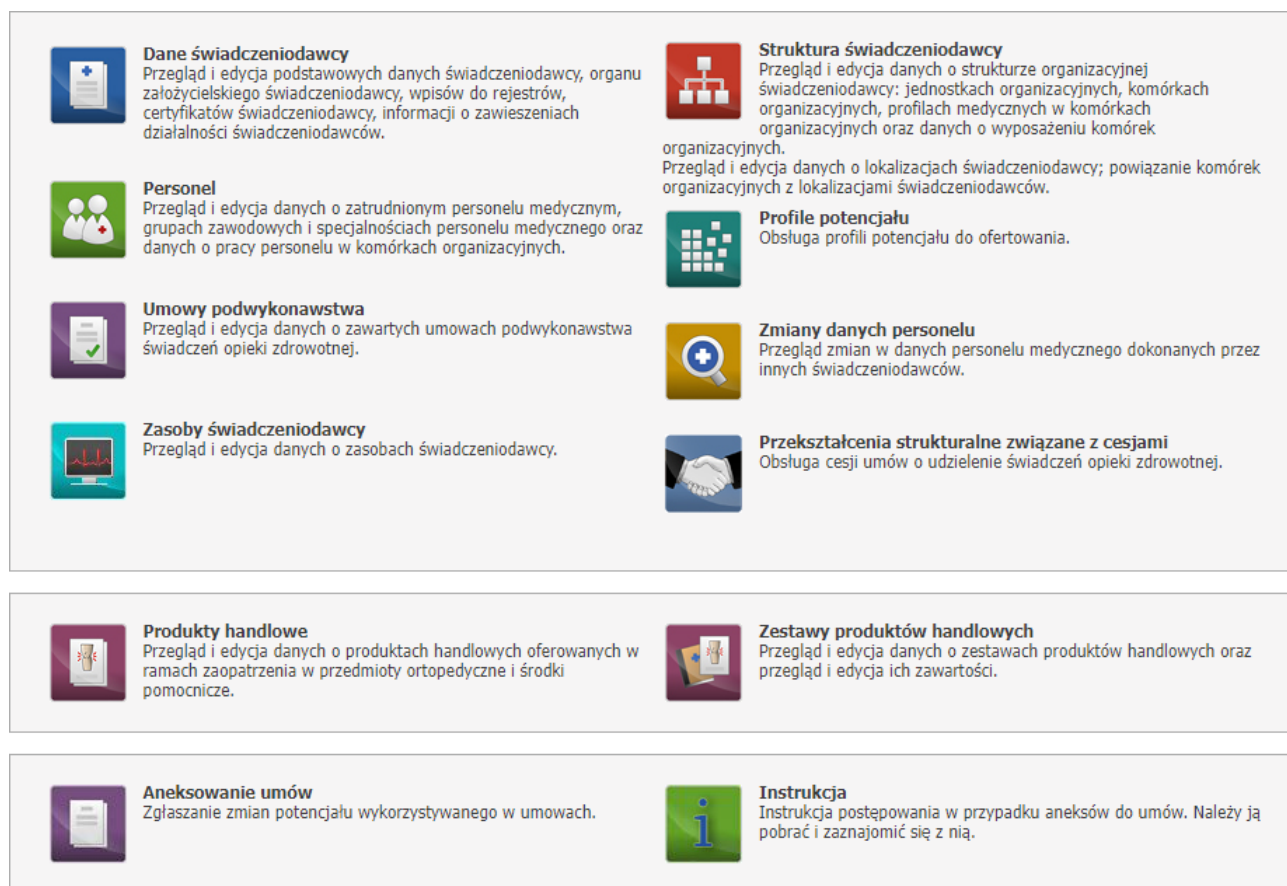 Dane świadczeniodawcy
Przegląd i edycja podstawowych danych świadczeniodawcy, organu
założycielskiego świadczeniodawcy, wpisów do rejestrów,
certyfikatów świadczeniodawcy, informacji o zawieszeniach
działalności świadczeniodawców.
Struktura świadczeniodawcy
Przegląd i edycja danych o strukturze organizacyjnej
świadczeniodawcy: jednostkach organizacyjnych, komórkach
organizacyjnych, profilach medycznych w komórkach
organizacyjnych oraz danych o wyposażeniu komórek
organizacyjnych.
Przegląd i edycja danych o lokalizacjach świadczeniodawcy; powiązanie komórek
organizacyjnych z lokalizacjami świadczeniodawców.
Personel
Przegląd i edycja danych o zatrudnionym personelu medycznym,
grupach zawodowych i specjalnościach personelu medycznego oraz
danych o pracy personelu w komórkach organizacyjnych.
Profile potencjału
Obsługa profili potencjału do ofertowania.
Umowy podwykonawstwa
Przegląd i edycja danych o zawartych umowach podwykonawstwa
świadczeń opieki zdrowotnej.
Zmiany danych personelu
Przegląd zmian w danych personelu medycznego dokonanych przez
innych świadczeniodawców.
Zasoby świadczeniodawcy
Przegląd i edycja danych o zasobach świadczeniodawcy.
Przekształcenia strukturalne związane z cesjami
Obsługa cesji umów o udzielenie świadczeń opieki zdrowotnej.
Produkty handlowe
Przegląd i edycja danych o produktach handlowych oferowanych w
ramach zaopatrzenia w przedmioty ortopedyczne i środki
pomocnicze.
Zestawy produktów handlowych
Przegląd i edycja danych o zestawach produktów handlowych oraz
przegląd i edycja ich zawartości.
Aneksowanie umów
Zgłaszanie zmian potencjału wykorzystywanego w umowach.
Instrukcja
Instrukcja postępowania w przypadku aneksów do umów. Należy ją
pobrać i zaznajomić się z nią.